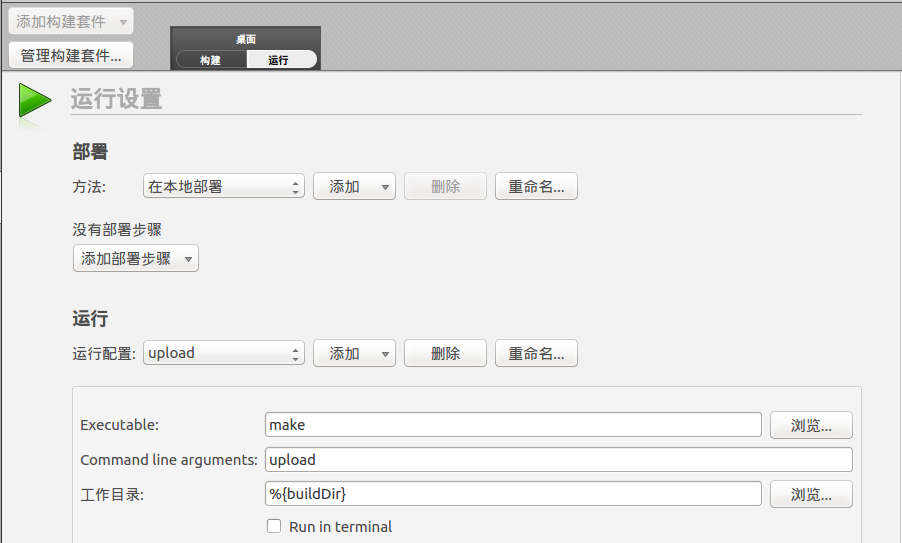 添加构建套件
管理构建套件...
桌面
构建 运行
运行设置
部署
方法: 在本地部署 添加 删除 重命名...
没有部署步骤
添加部署步骤
运行
运行配置: upload 添加 删除 重命名...
Executable: make 浏览...
Command line arguments: upload
工作目录: %{buildDir} 浏览...
Run in terminal